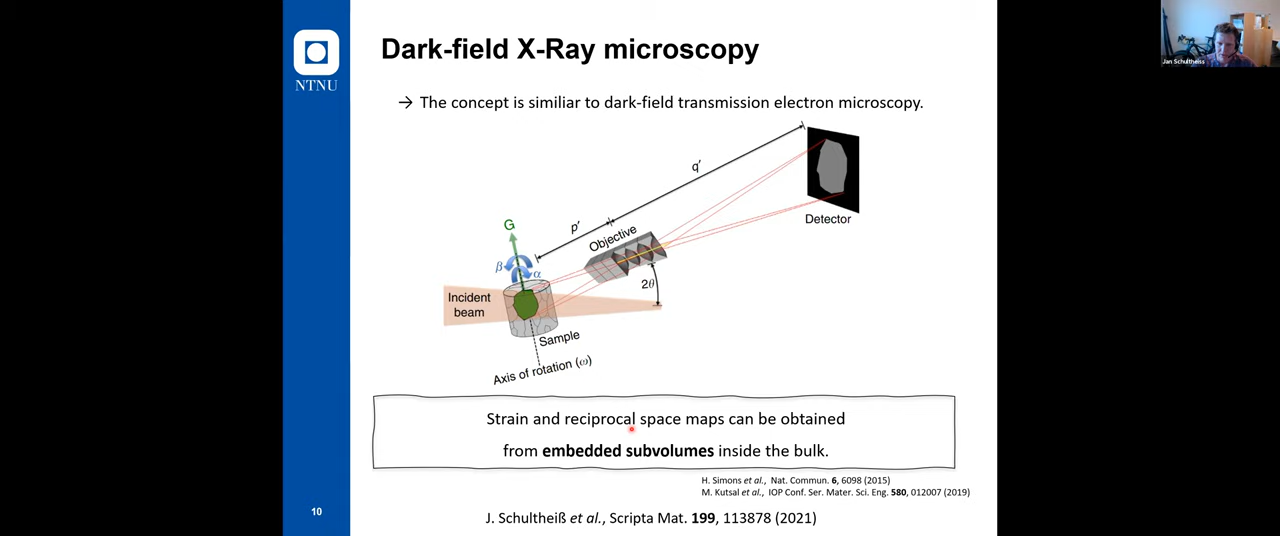 Dark-field X-Ray microscopy
NTNU
Jan Schultheiss
→ The concept is similiar to dark-field transmission electron microscopy.
q'
p'
Objective
Detector
G
β
α
2θ
Incident
beam
Sample
Axis of rotation (ω)
Strain and reciprocal space maps can be obtained
from embedded subvolumes inside the bulk.
H. Simons et al., Nat. Commun. 6, 6098 (2015)
M. Kutsal et al., IOP Conf. Ser. Mater. Sci. Eng. 580, 012007 (2019)
10
J. Schultheiß et al., Scripta Mat. 199, 113878 (2021)